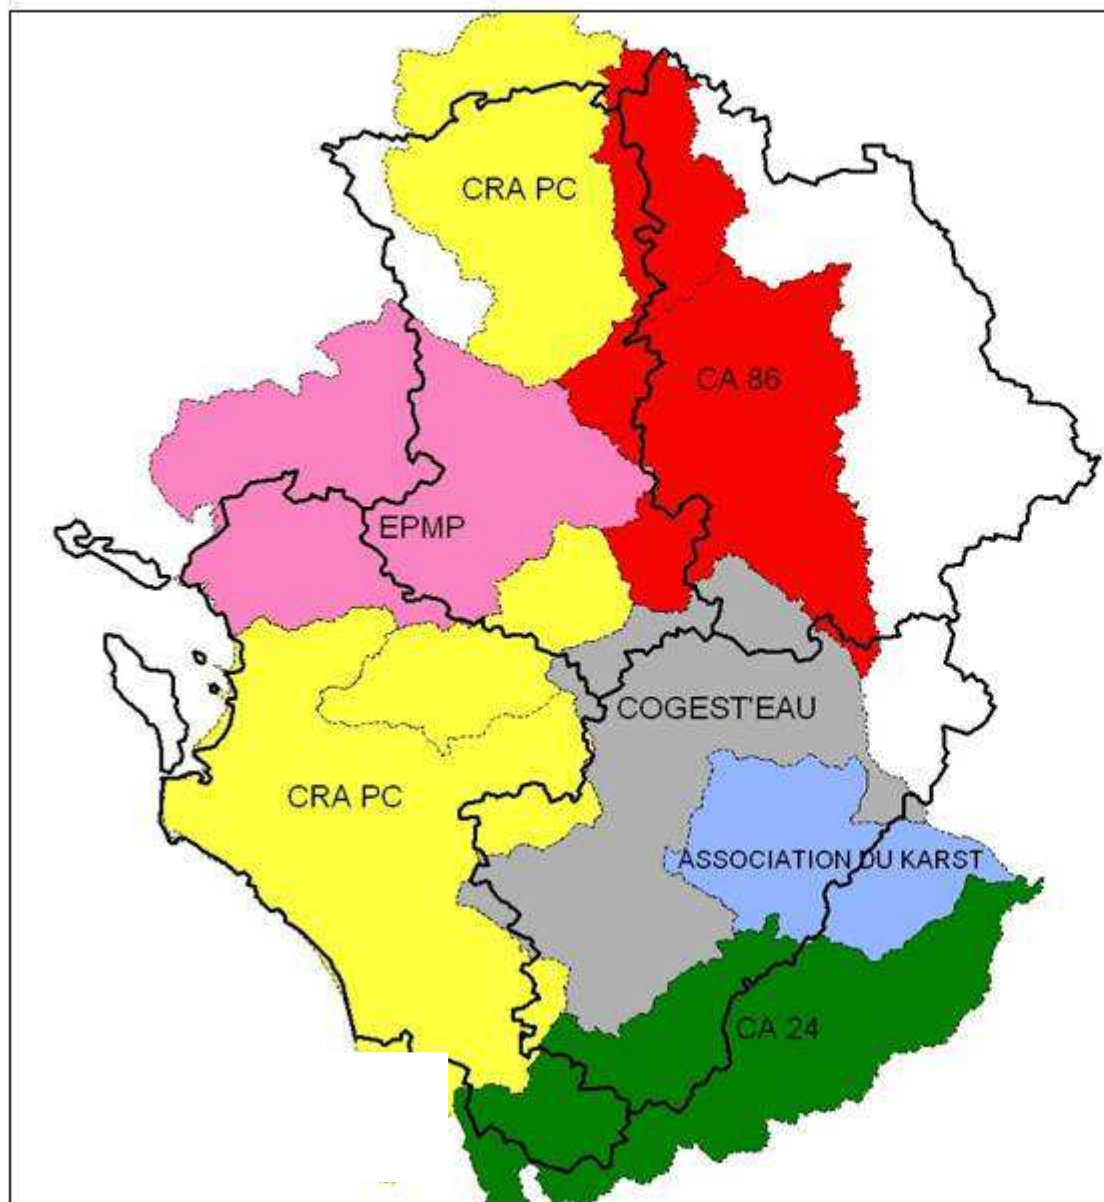 CRA PC
CA 86
EPMP
COGEST'EAU
CRA PC
ASSOCIATION DU KARST
CA 24